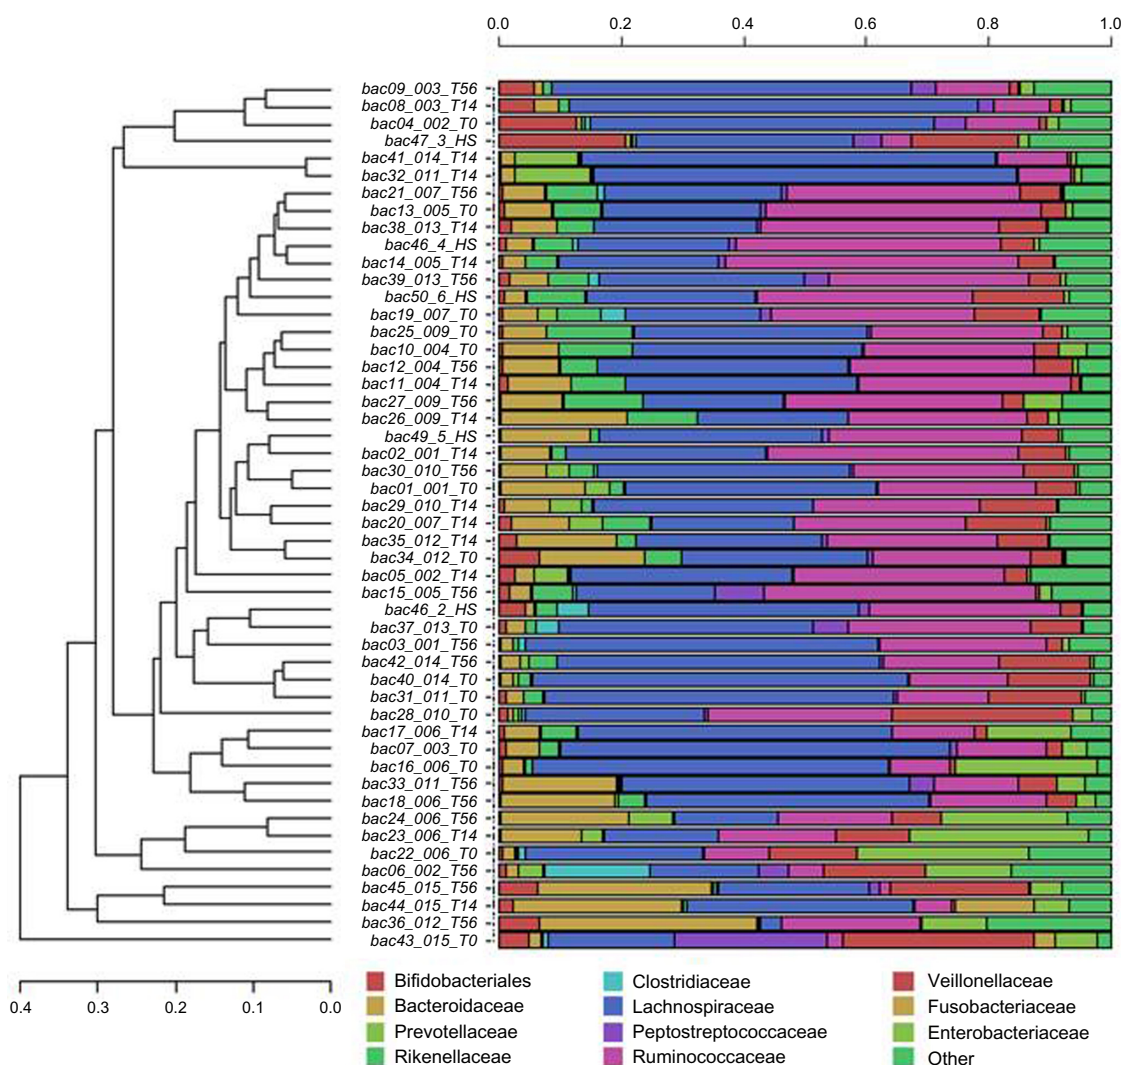 0.0 0.2 0.4 0.6 0.8 1.0
bac09_003_T56
bac08_003_T14
bac04_002_T0
bac47_3_HS
bac41_014_T14
bac32_011_T14
bac21_007_T56
bac13_005_T0
bac38_013_T14
bac46_4_HS
bac14_005_T14
bac39_013_T56
bac50_6_HS
bac19_007_T0
bac25_009_T0
bac10_004_T0
bac12_004_T56
bac11_004_T14
bac27_009_T56
bac26_009_T14
bac49_5_HS
bac02_001_T14
bac30_010_T56
bac01_001_T0
bac29_010_T14
bac20_007_T14
bac35_012_T14
bac34_012_T0
bac05_002_T14
bac15_005_T56
bac46_2_HS
bac37_013_T0
bac03_001_T56
bac42_014_T56
bac40_014_T0
bac31_011_T0
bac28_010_T0
bac17_006_T14
bac07_003_T0
bac16_006_T0
bac33_011_T56
bac18_006_T56
bac24_006_T56
bac23_006_T14
bac22_006_T0
bac06_002_T56
bac45_015_T56
bac44_015_T14
bac36_012_T56
bac43_015_T0
0.4 0.3 0.2 0.1 0.0
Bifidobacteriales
Bacteroidaceae
Prevotellaceae
Rikenellaceae
Clostridiaceae
Lachnospiraceae
Peptostreptococcaceae
Ruminococcaceae
Veillonellaceae
Fusobacteriaceae
Enterobacteriaceae
Other